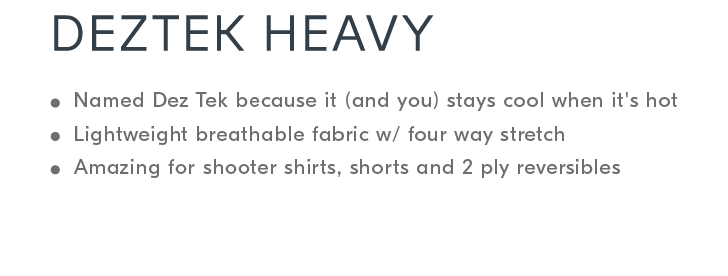 DEZTEK HEAVY
• Named Dez Tek because it (and you) stays cool when it's hot
• Lightweight breathable fabric w/ four way stretch
• Amazing for shooter shirts, shorts and 2 ply reversibles